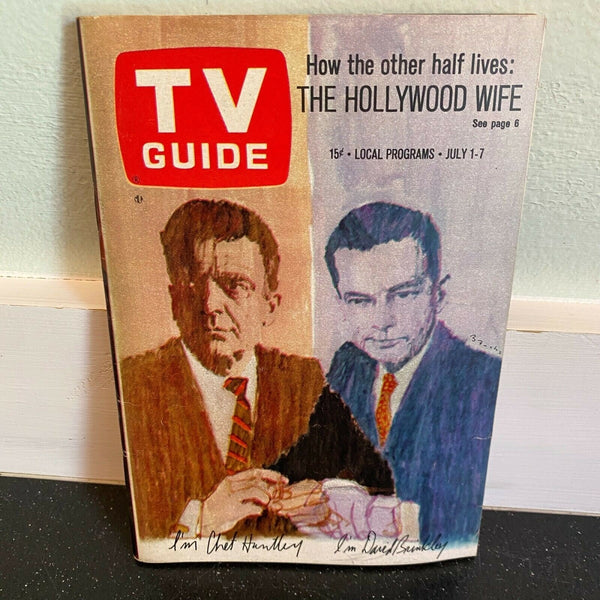 TV
GUIDE
How the other half lives:
THE HOLLYWOOD WIFE
See page 6
15¢ • LOCAL PROGRAMS • JULY 1-7
I'm Chet Huntley
I'm David Brinkley